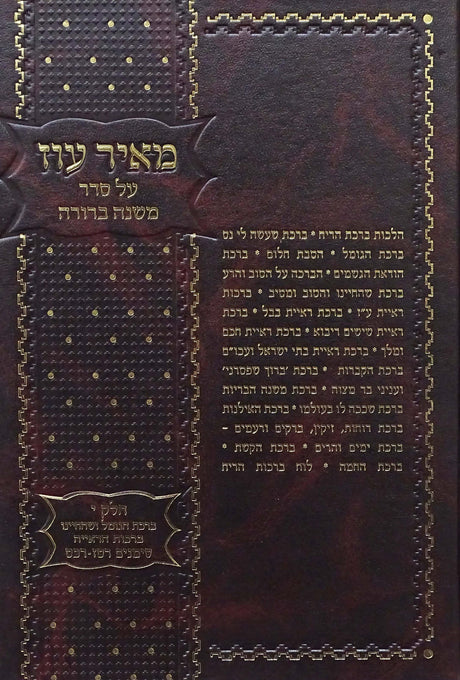 מאיר עוז
על סדר
משנה ברורה
הלכות ברכת הריח * ברכת שעשה לי נס
ברכת הגומל * הטבת חלום * ברכת
הודאת הגשמים * הברכה על הטוב והרע
ברכת שהחיינו והטוב ומטיב * ברכות
ראיית ע"ז * ברכת ראיית בבל * ברכת
ראיית שישים ריבוא * ברכת ראיית חכם
ומלך * ברכת ראיית בתי ישראל ועכו"ם
ברכת הקברות * ברכת 'ברוך שפטרני'
ועניני בר מצוה * ברכת משנה הבריות
ברכת שככה לו בעולמו * ברכת האילנות
ברכת רוחות, זיקין, ברקים ורעמים -
ברכת ימים והרים * ברכת הקשת *
ברכת החמה * לוח ברכות הריח
חלק י
ברכת הגומל ושהחיינו
ברכות הראייה
סימנים רטז-רכט